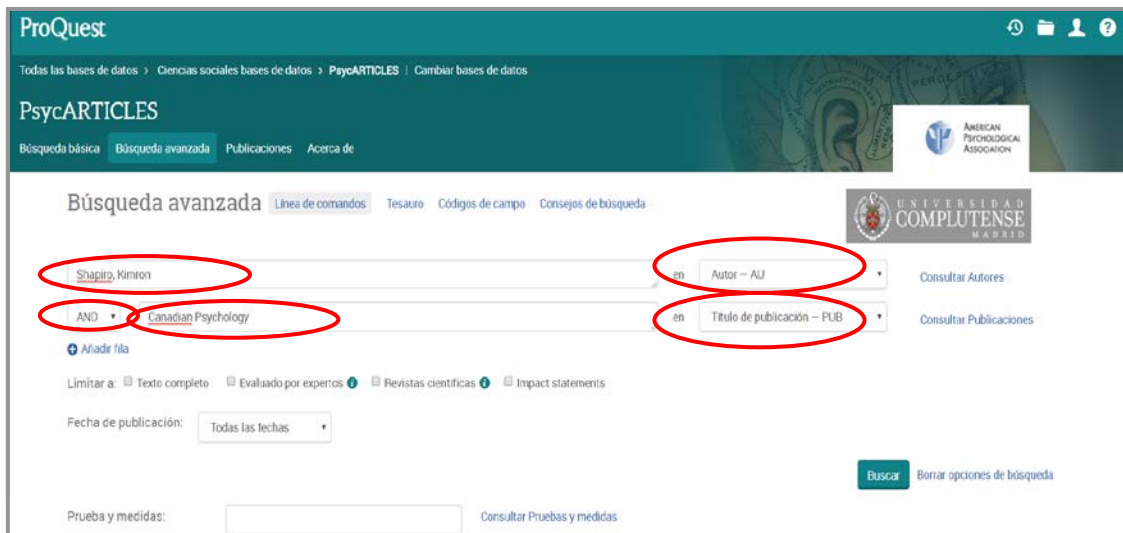 ProQuest
Todas las bases de datos > Ciencias sociales bases de datos > PsycARTICLES | Cambiar bases de datos
PsycARTICLES
AMERICAN
PSYCHOLOGICAL
ASSOCIATION
Búsqueda básica Búsqueda avanzada Publicaciones Acerca de
Búsqueda avanzada Línea de comandos Tesauro Códigos de campo Consejos de búsqueda
UNIVERSIDAD
COMPLUTENSE
MADRID
Shapiro, Kimron en Autor – AU Consultar Autores
AND Canadian Psychology en Título de publicación – PUB Consultar Publicaciones
Añadir fila
Limitar a: Texto completo Evaluado por expertos Revistas científicas Impact statements
Fecha de publicación: Todas las fechas
Buscar Borrar opciones de búsqueda
Prueba y medidas: Consultar Pruebas y medidas